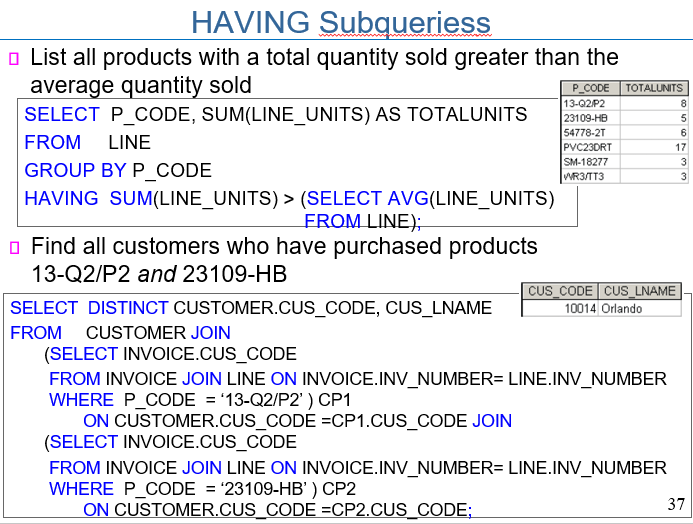 HAVING Subqueriess
List all products with a total quantity sold greater than the
average quantity sold
SELECT P_CODE, SUM(LINE_UNITS) AS TOTALUNITS
FROM LINE
GROUP BY P_CODE
HAVING SUM(LINE_UNITS) > (SELECT AVG(LINE_UNITS)
FROM LINE);
P_CODE TOTALUNITS
13-Q2/P2 8
23109-HB 5
54778-2T 6
PVC23DRT 17
SM-18277 3
WR3/TT3 3
Find all customers who have purchased products
13-Q2/P2 and 23109-HB
CUS_CODE CUS_LNAME
10014 Orlando
SELECT DISTINCT CUSTOMER.CUS_CODE, CUS_LNAME
FROM CUSTOMER JOIN
(SELECT INVOICE.CUS_CODE
FROM INVOICE JOIN LINE ON INVOICE.INV_NUMBER= LINE.INV_NUMBER
WHERE P_CODE = ‘13-Q2/P2’ ) CP1
ON CUSTOMER.CUS_CODE =CP1.CUS_CODE JOIN
(SELECT INVOICE.CUS_CODE
FROM INVOICE JOIN LINE ON INVOICE.INV_NUMBER= LINE.INV_NUMBER
WHERE P_CODE = ‘23109-HB’ ) CP2
ON CUSTOMER.CUS_CODE =CP2.CUS_CODE;
37